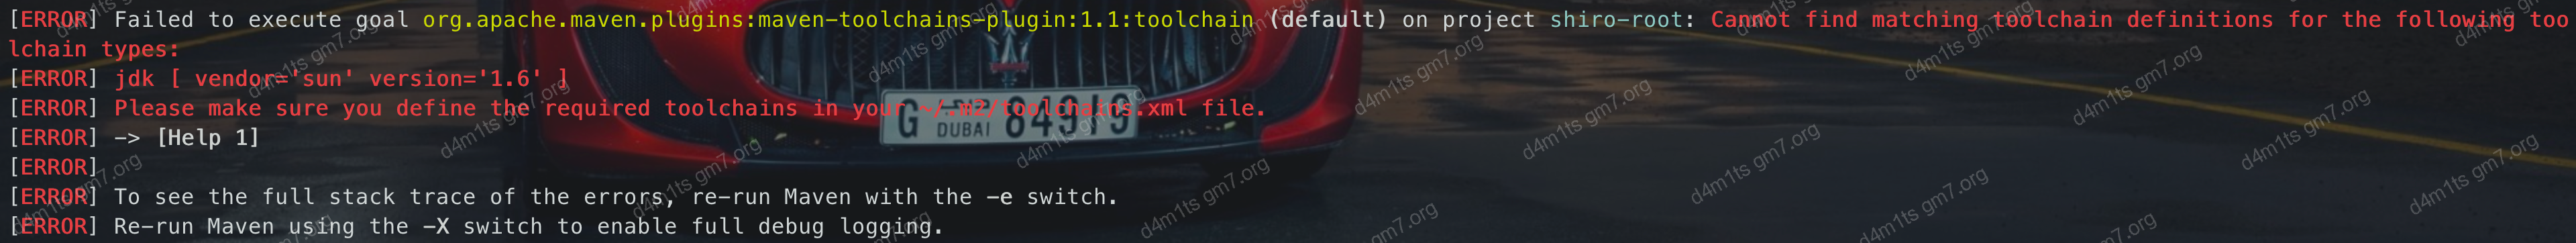 [ERROR] Failed to execute goal org.apache.maven.plugins:maven-toolchains-plugin:1.1:toolchain (default) on project shiro-root: Cannot find matching toolchain definitions for the following too
lchain types:
[ERROR] jdk [ vendor='sun' version='1.6' ]
[ERROR] Please make sure you define the required toolchains in your ~/.m2/toolchains.xml file.
G DUBAI 84919
[ERROR] -> [Help 1]
[ERROR]
[ERROR] To see the full stack trace of the errors, re-run Maven with the -e switch.
[ERROR] Re-run Maven using the -X switch to enable full debug logging.
d4m1ts gm7.org